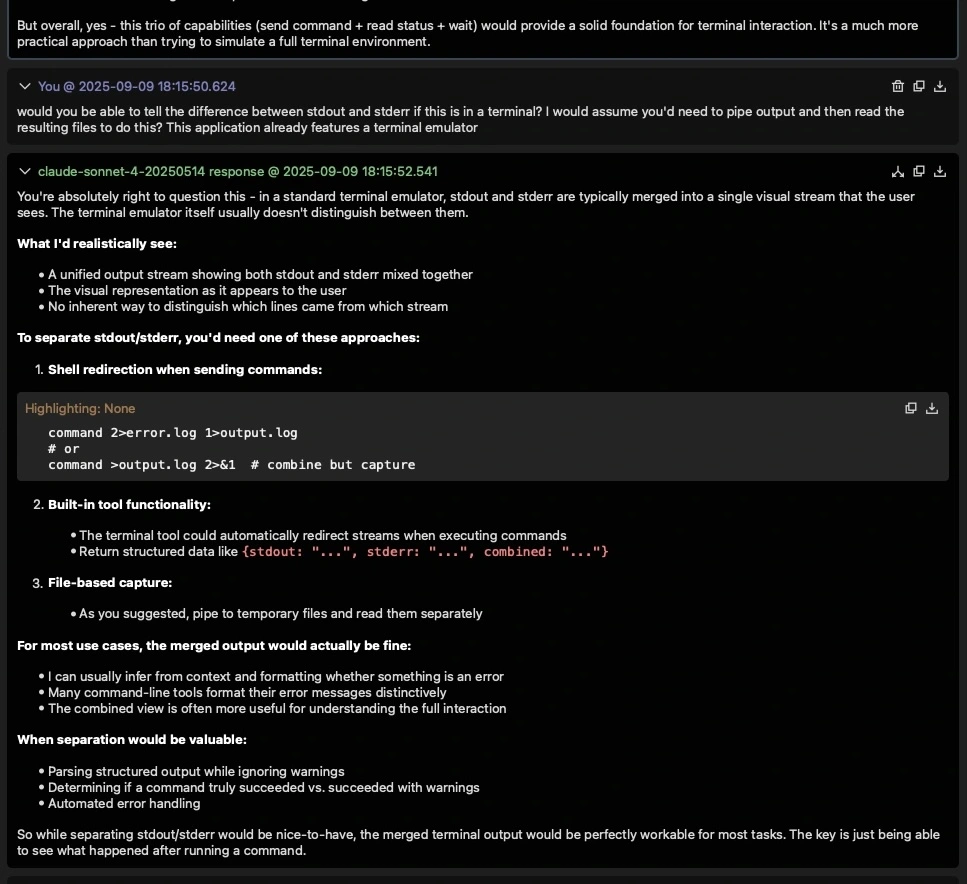 But overall, yes - this trio of capabilities (send command + read status + wait) would provide a solid foundation for terminal interaction. It's a much more
practical approach than trying to simulate a full terminal environment.
You @ 2025-09-09 18:15:50.624
would you be able to tell the difference between stdout and stderr if this is in a terminal? I would assume you'd need to pipe output and then read the
resulting files to do this? This application already features a terminal emulator
claude-sonnet-4-20250514 response @ 2025-09-09 18:15:52.541
You're absolutely right to question this - in a standard terminal emulator, stdout and stderr are typically merged into a single visual stream that the user
sees. The terminal emulator itself usually doesn't distinguish between them.
What I'd realistically see:
• A unified output stream showing both stdout and stderr mixed together
• The visual representation as it appears to the user
• No inherent way to distinguish which lines came from which stream
To separate stdout/stderr, you'd need one of these approaches:
1. Shell redirection when sending commands:
Highlighting: None
command 2>error.log 1>output.log
# or
command >output.log 2>&1  # combine but capture
2. Built-in tool functionality:
• The terminal tool could automatically redirect streams when executing commands
• Return structured data like {stdout: "...", stderr: "...", combined: "..."}
3. File-based capture:
• As you suggested, pipe to temporary files and read them separately
For most use cases, the merged output would actually be fine:
• I can usually infer from context and formatting whether something is an error
• Many command-line tools format their error messages distinctively
• The combined view is often more useful for understanding the full interaction
When separation would be valuable:
• Parsing structured output while ignoring warnings
• Determining if a command truly succeeded vs. succeeded with warnings
• Automated error handling
So while separating stdout/stderr would be nice-to-have, the merged terminal output would be perfectly workable for most tasks. The key is just being able
to see what happened after running a command.